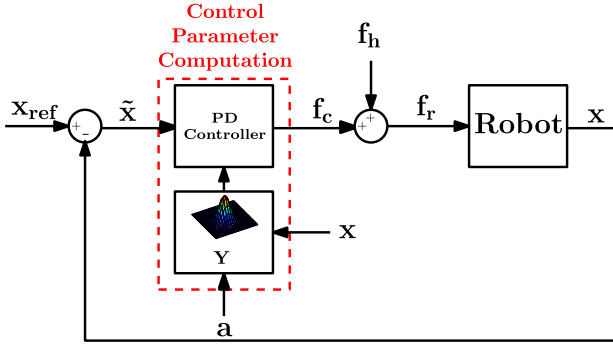 Control
Parameter
Computation
f_h
x_ref
+
-
x̃
PD
Controller
f_c
+
+
f_r
Robot
x
Y
x
a